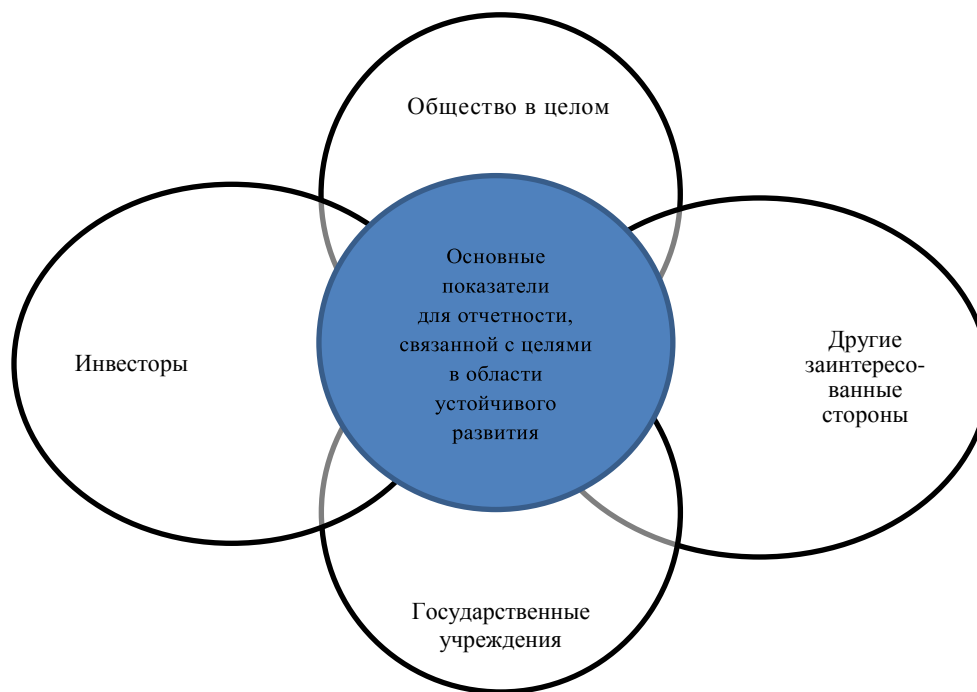 Общество в целом
Основные
показатели
для отчетности,
связанной с целями
в области
устойчивого
развития
Инвесторы
Другие
заинтересо-
ванные
стороны
Государственные
учреждения